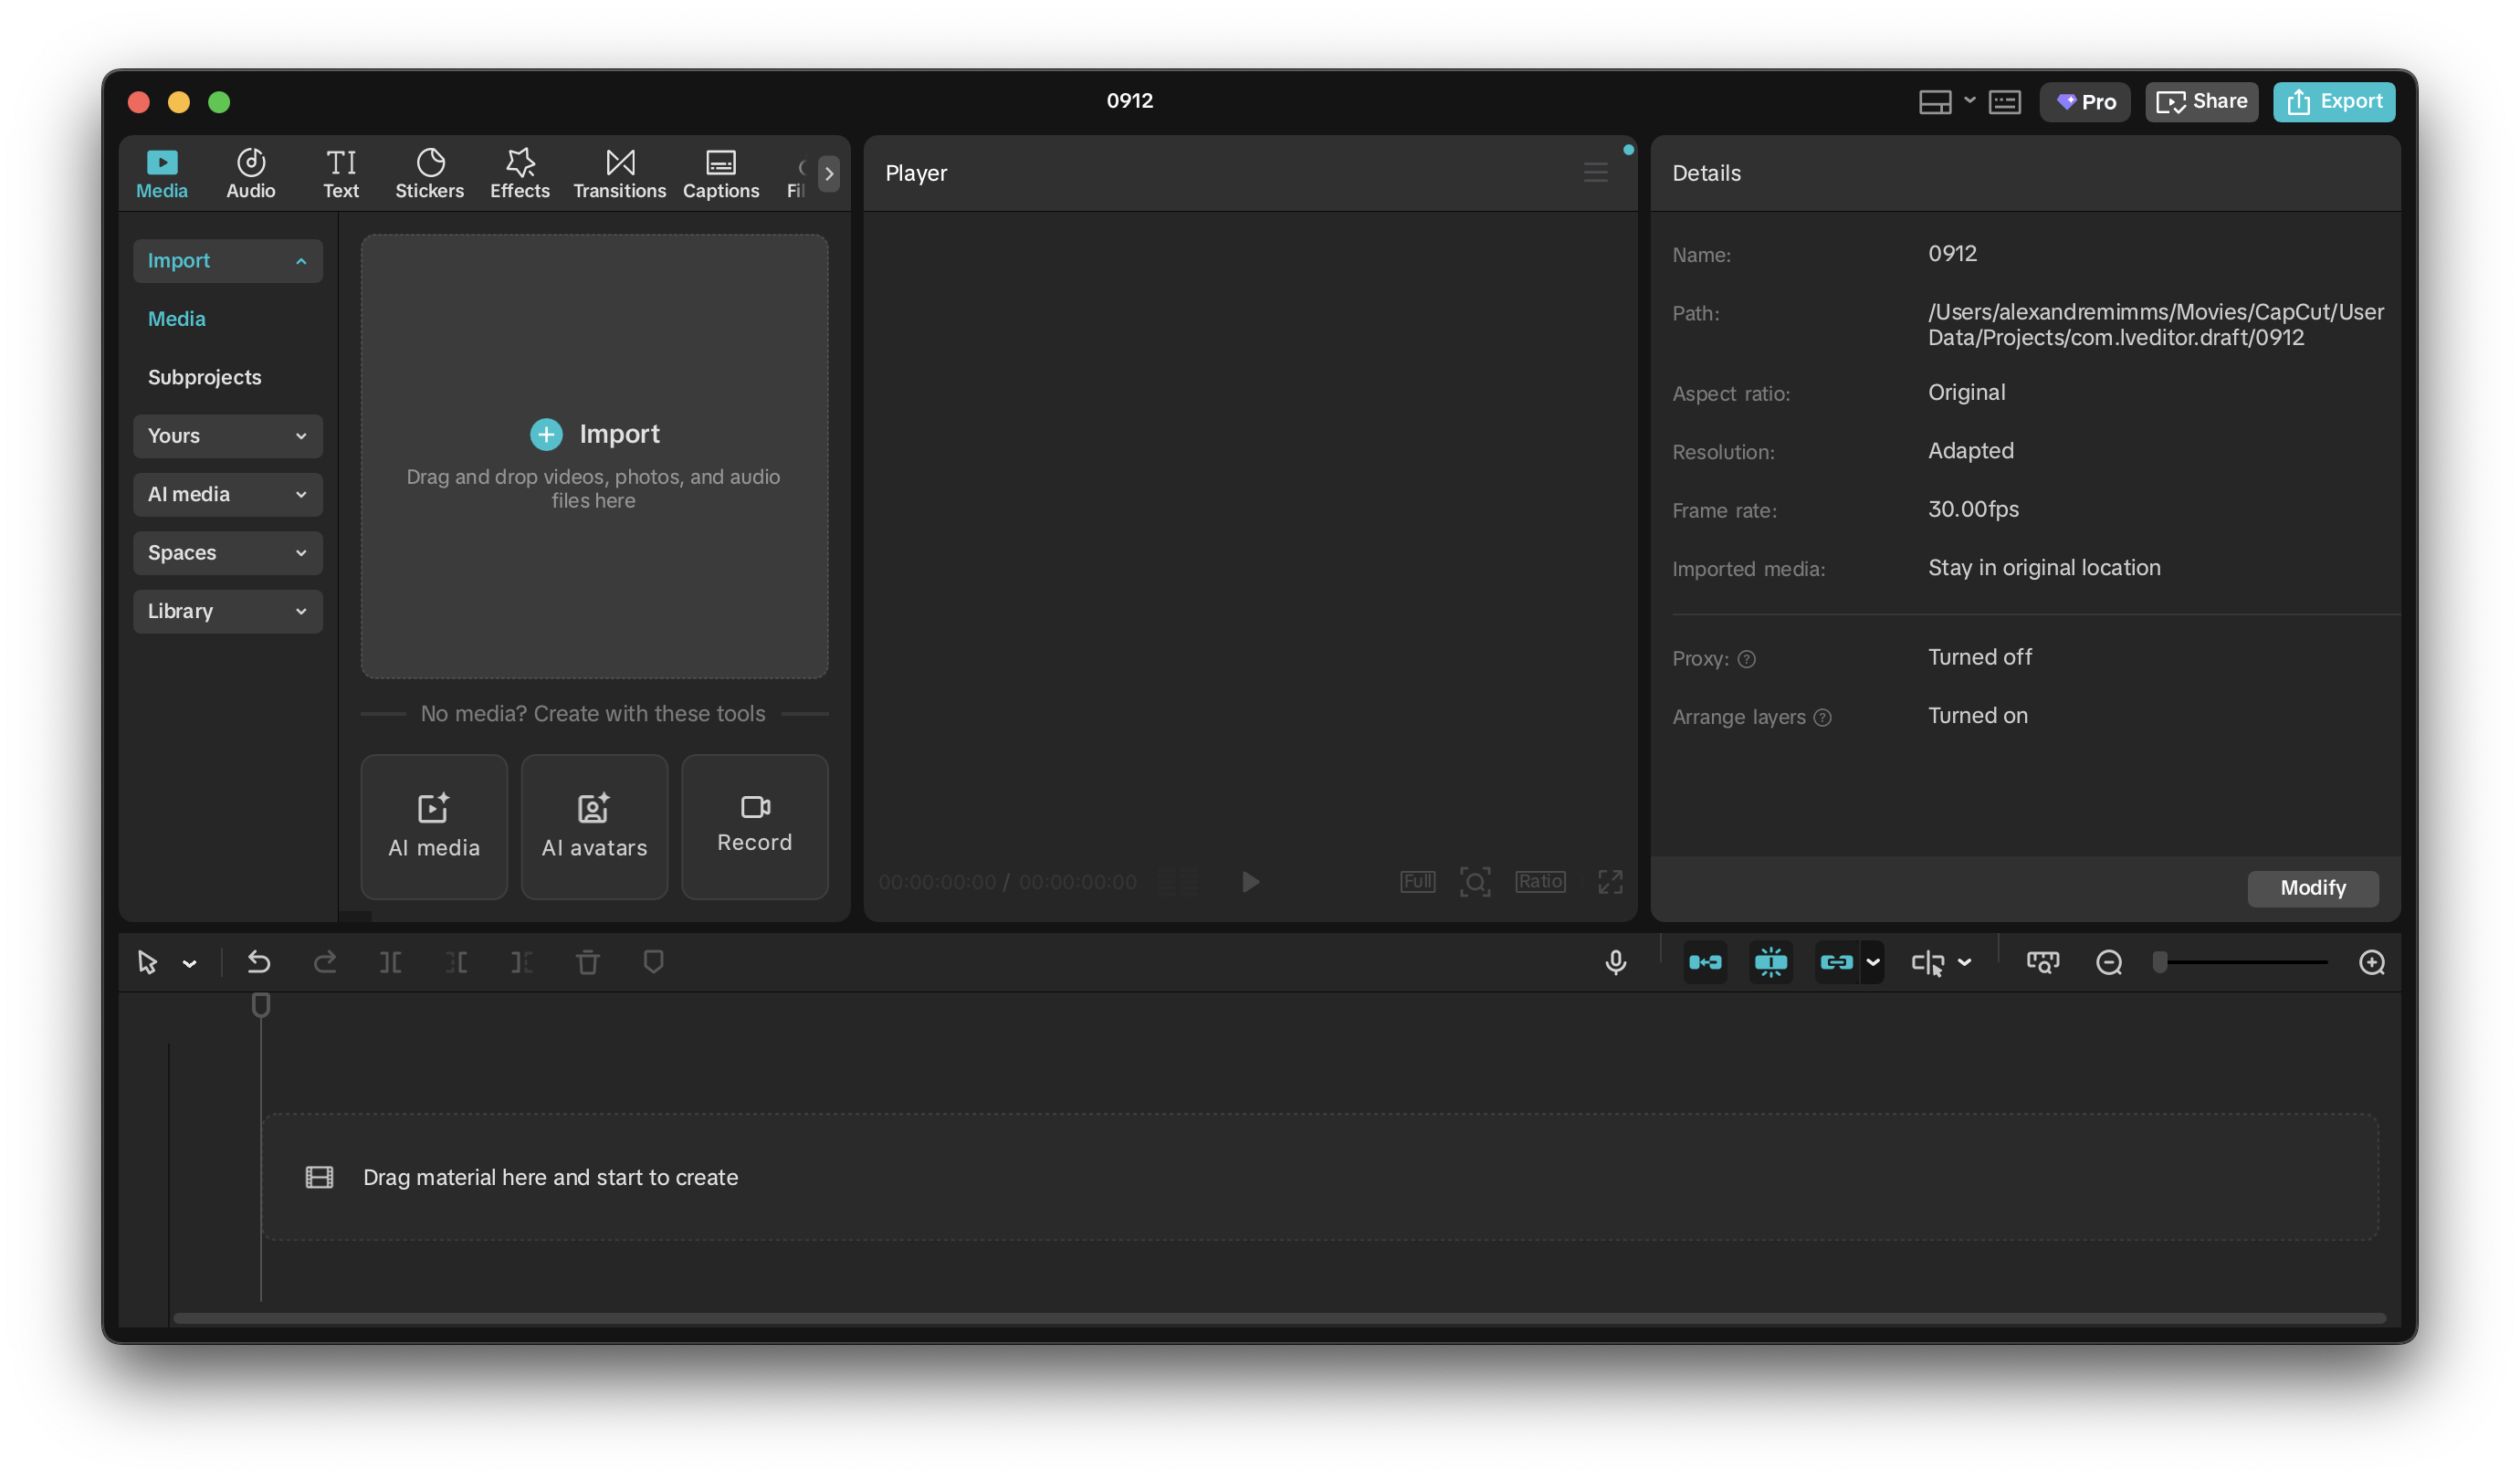 0912
Pro
Share
Export
Media
Audio
TI
Text
Stickers
Effects
Transitions
Captions
Import
Media
Subprojects
Yours
AI media
Spaces
Library
Import
Drag and drop videos, photos, and audio
files here
No media? Create with these tools
AI media
AI avatars
Record
Player
00:00:00:00 / 00:00:00:00
Full
Ratio
Details
Name: 0912
Path: /Users/alexandremimms/Movies/CapCut/User
Data/Projects/com.lveditor.draft/0912
Aspect ratio: Original
Resolution: Adapted
Frame rate: 30.00fps
Imported media: Stay in original location
Proxy: ? Turned off
Arrange layers ? Turned on
Modify
Drag material here and start to create